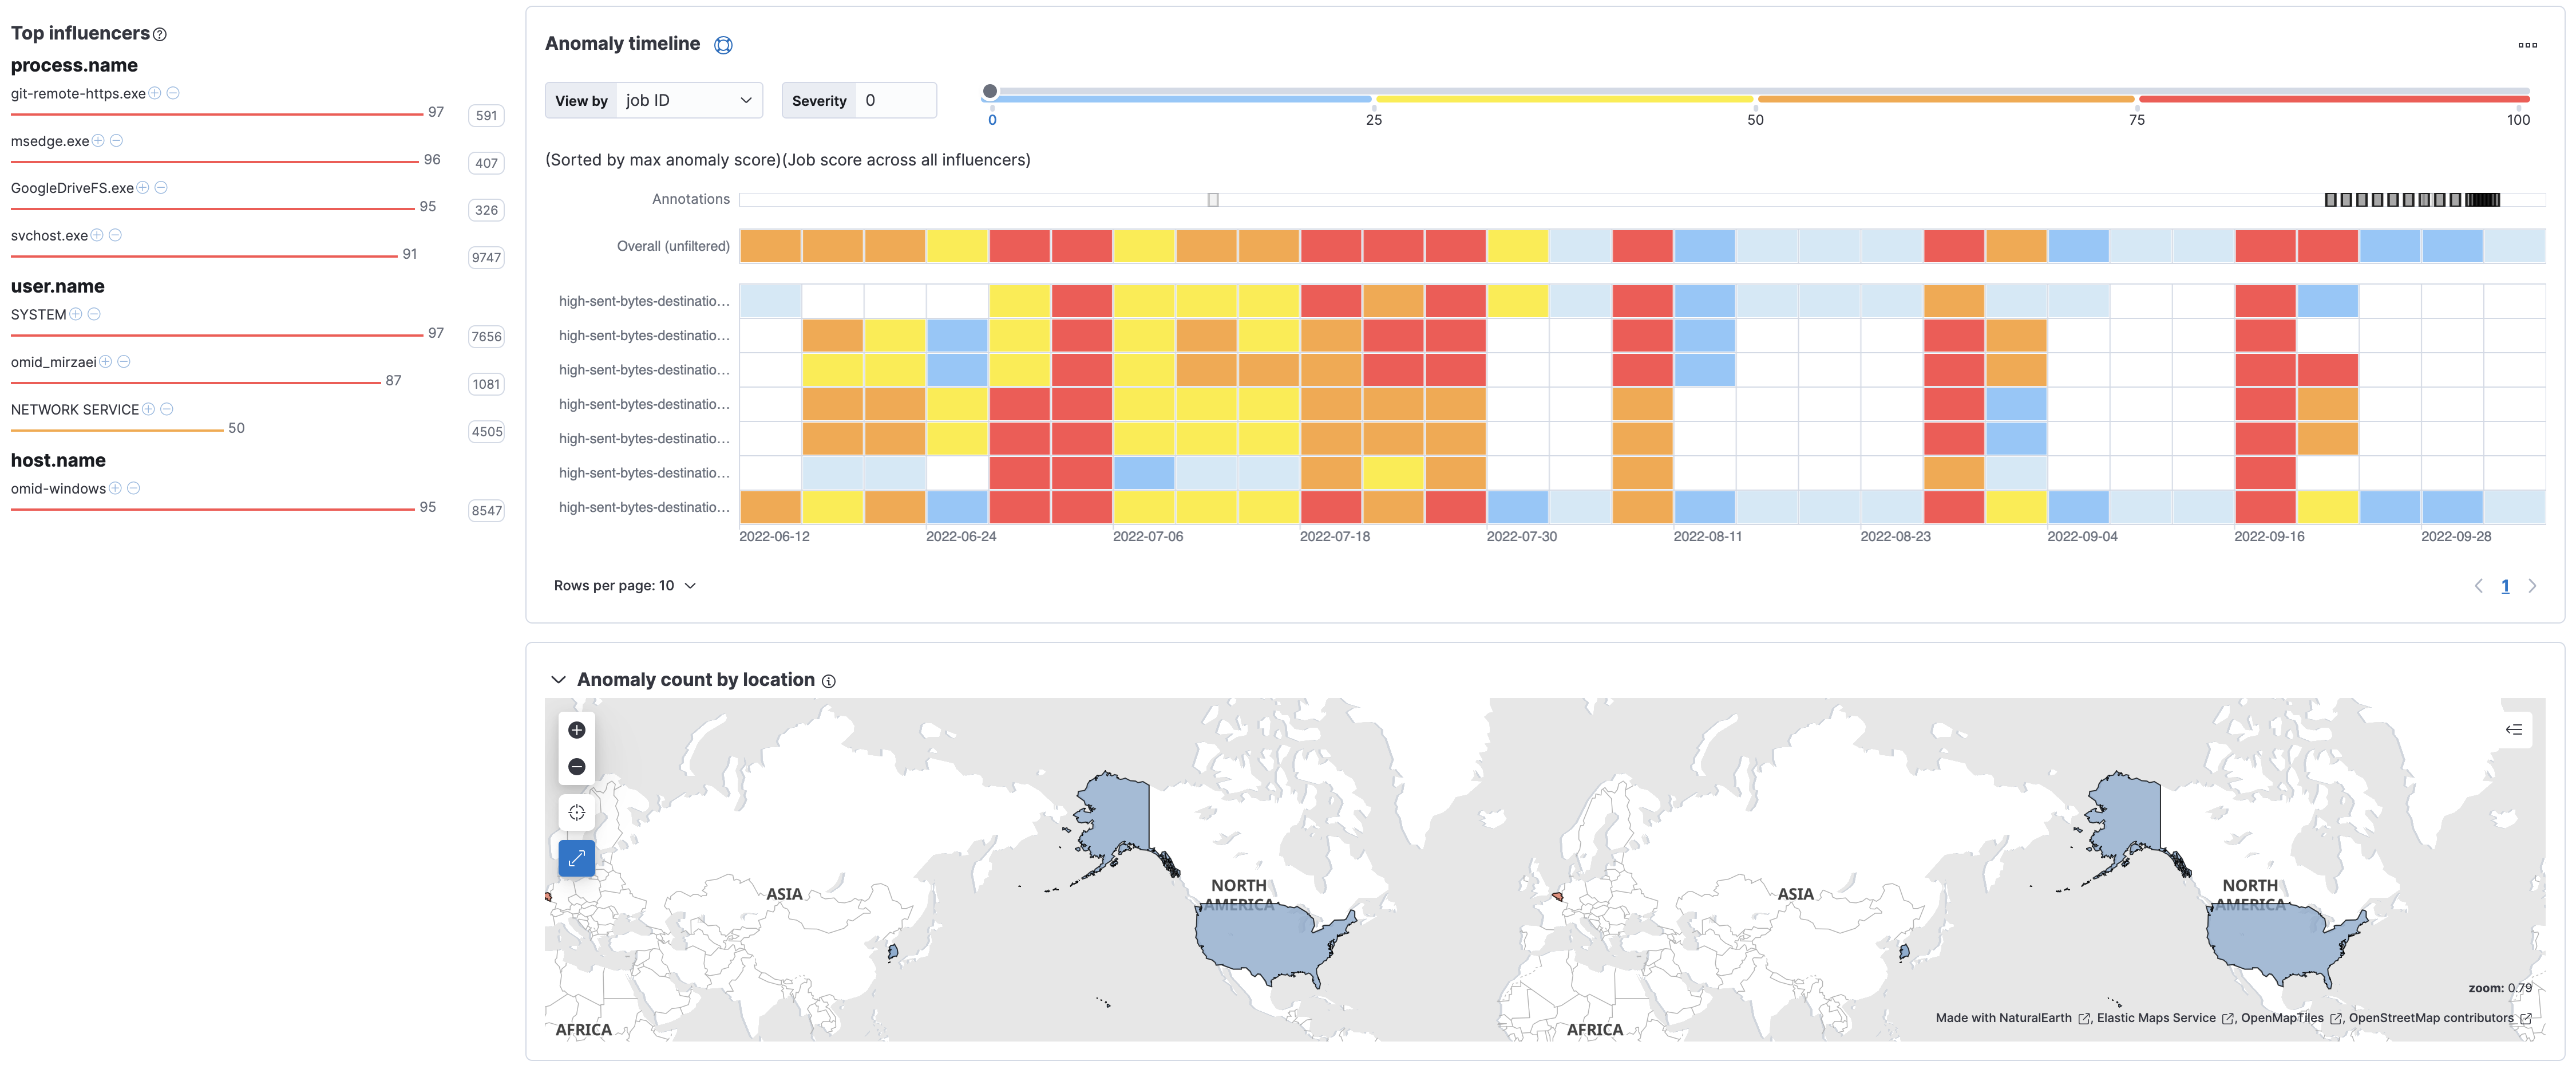 Top influencers
process.name
git-remote-https.exe
97
591
msedge.exe
96
407
GoogleDriveFS.exe
95
326
svchost.exe
91
9747
user.name
SYSTEM
97
7656
omid_mirzaei
87
1081
NETWORK SERVICE
50
4505
host.name
omid-windows
95
8547
Anomaly timeline
View by job ID
Severity 0
0 25 50 75 100
(Sorted by max anomaly score)(Job score across all influencers)
Annotations
Overall (unfiltered)
high-sent-bytes-destinatio...
high-sent-bytes-destinatio...
high-sent-bytes-destinatio...
high-sent-bytes-destinatio...
high-sent-bytes-destinatio...
high-sent-bytes-destinatio...
high-sent-bytes-destinatio...
2022-06-12 2022-06-24 2022-07-06 2022-07-18 2022-07-30 2022-08-11 2022-08-23 2022-09-04 2022-09-16 2022-09-28
Rows per page: 10
1
Anomaly count by location
ASIA
NORTH
AMERICA
AFRICA
ASIA
NORTH
AMERICA
AFRICA
zoom: 0.79
Made with NaturalEarth, Elastic Maps Service, OpenMapTiles, OpenStreetMap contributors